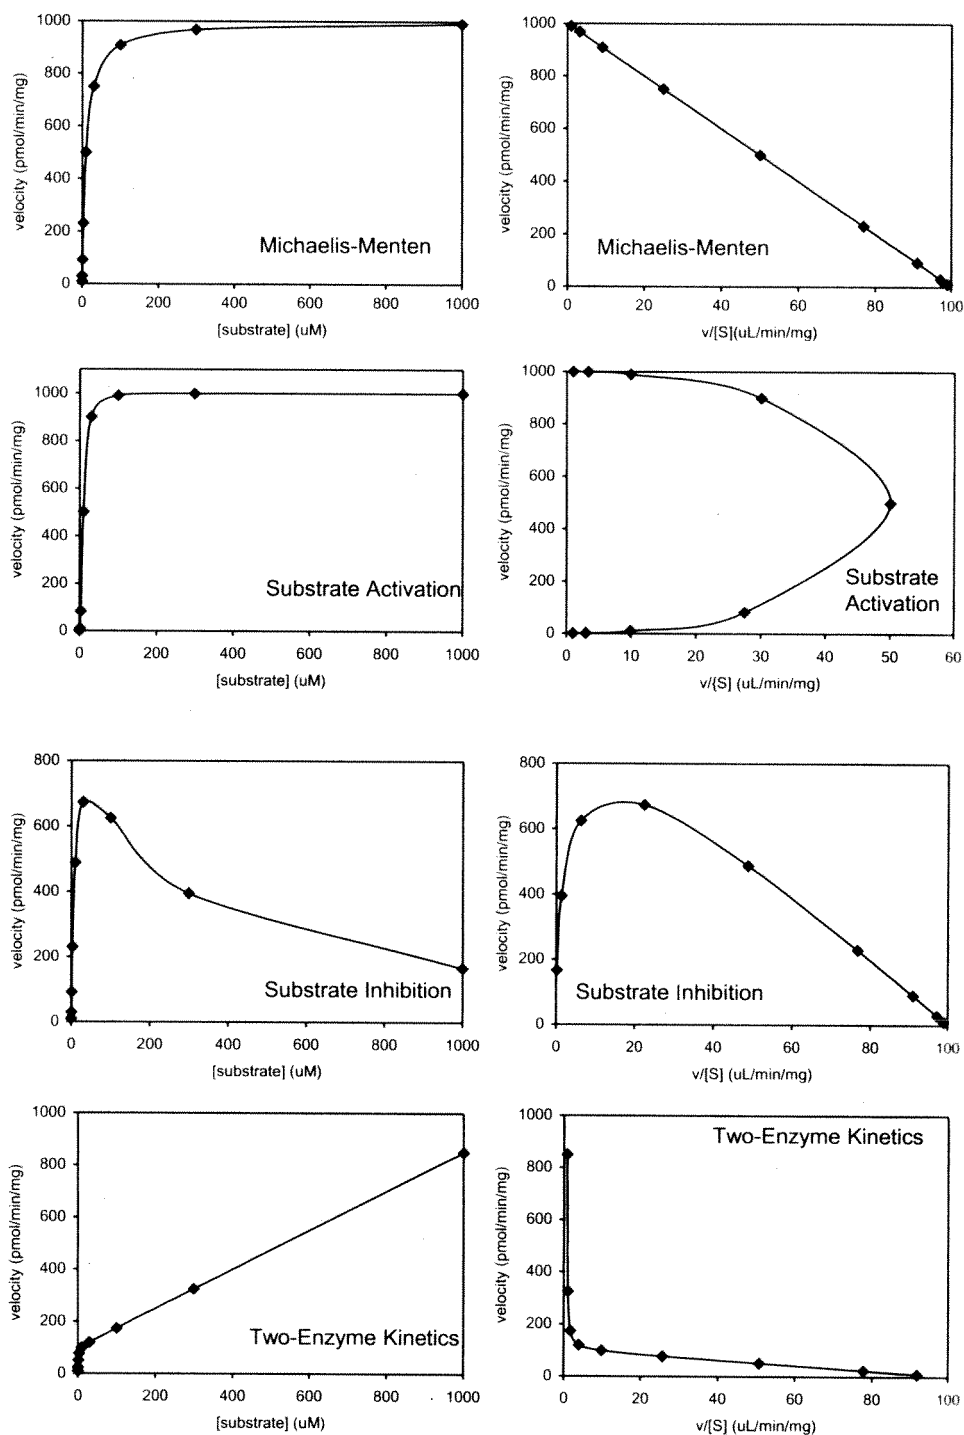 velocity (pmol/min/mg)
1000
800
600
400
200
0
Michaelis-Menten
0 200 400 600 800 1000
[substrate] (uM)
velocity (pmol/min/mg)
1000
800
600
400
200
0
Michaelis-Menten
0 20 40 60 80 100
v/[S](uL/min/mg)
velocity (pmol/min/mg)
1000
800
600
400
200
0
Substrate Activation
0 200 400 600 800 1000
[substrate] (uM)
velocity (pmol/min/mg)
1000
800
600
400
200
0
Substrate
Activation
0 10 20 30 40 50 60
v/{S] (uL/min/mg)
velocity (pmol/min/mg)
800
600
400
200
0
Substrate Inhibition
0 200 400 600 800 1000
[substrate] (uM)
velocity (pmol/min/mg)
800
600
400
200
0
Substrate Inhibition
0 20 40 60 80 100
v/[S] (uL/min/mg)
velocity (pmol/min/mg)
1000
800
600
400
200
0
Two-Enzyme Kinetics
0 200 400 600 800 1000
[substrate] (uM)
velocity (pmol/min/mg)
1000
800
600
400
200
0
Two-Enzyme Kinetics
0 20 40 60 80 100
v/[S] (uL/min/mg)